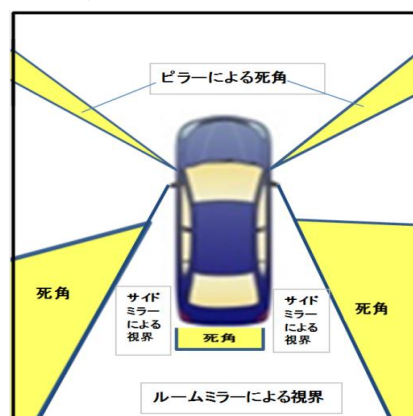 ピラーによる死角
死角
サイド
ミラーに
よる
視界
死角
サイド
ミラーに
よる
視界
死角
ルームミラーによる視界